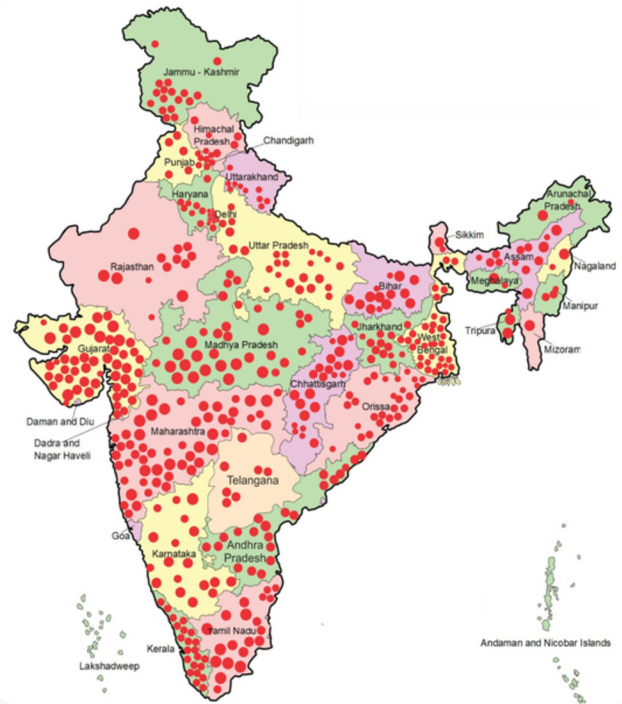 Jammu - Kashmir
Himachal
Pradesh
Chandigarh
Punjab
Uttarakhand
Haryana
Delhi
Arunachal
Pradesh
Sikkim
Uttar Pradesh
Assam
Nagaland
Rajasthan
Bihar
Meghalaya
Manipur
Jharkhand
Tripura
West
Bengal
Gujarat
Madhya Pradesh
Mizoram
Chhattisgarh
Daman and Diu
Orissa
Dadra and
Nagar Haveli
Maharashtra
Telangana
Goa
Karnataka
Andhra
Pradesh
Tamil Nadu
Kerala
Lakshadweep
Andaman and Nicobar Islands